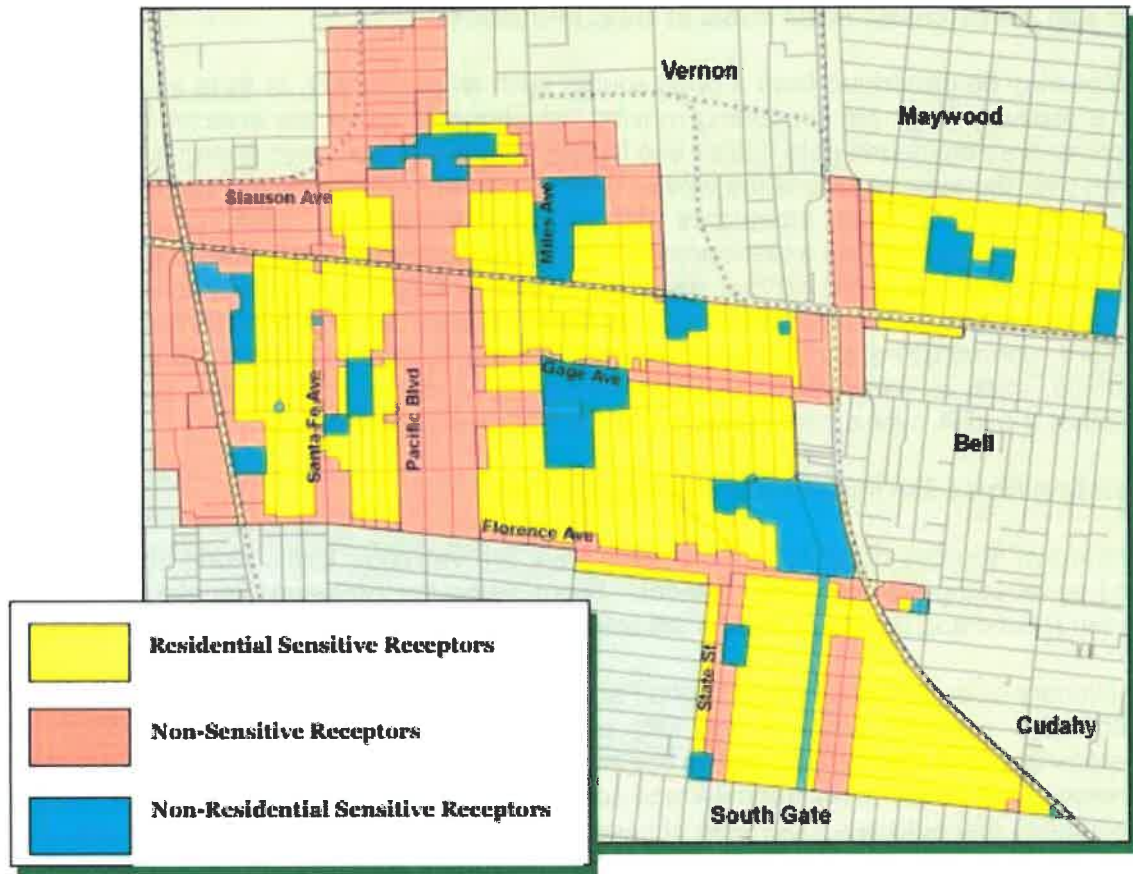 Vernon
Maywood
Slauson Ave
Miles Ave
Gage Ave
Santa Fe Ave
Pacific Blvd
Bell
Florence Ave
State St
Cudahy
South Gate
Residential Sensitive Receptors
Non-Sensitive Receptors
Non-Residential Sensitive Receptors